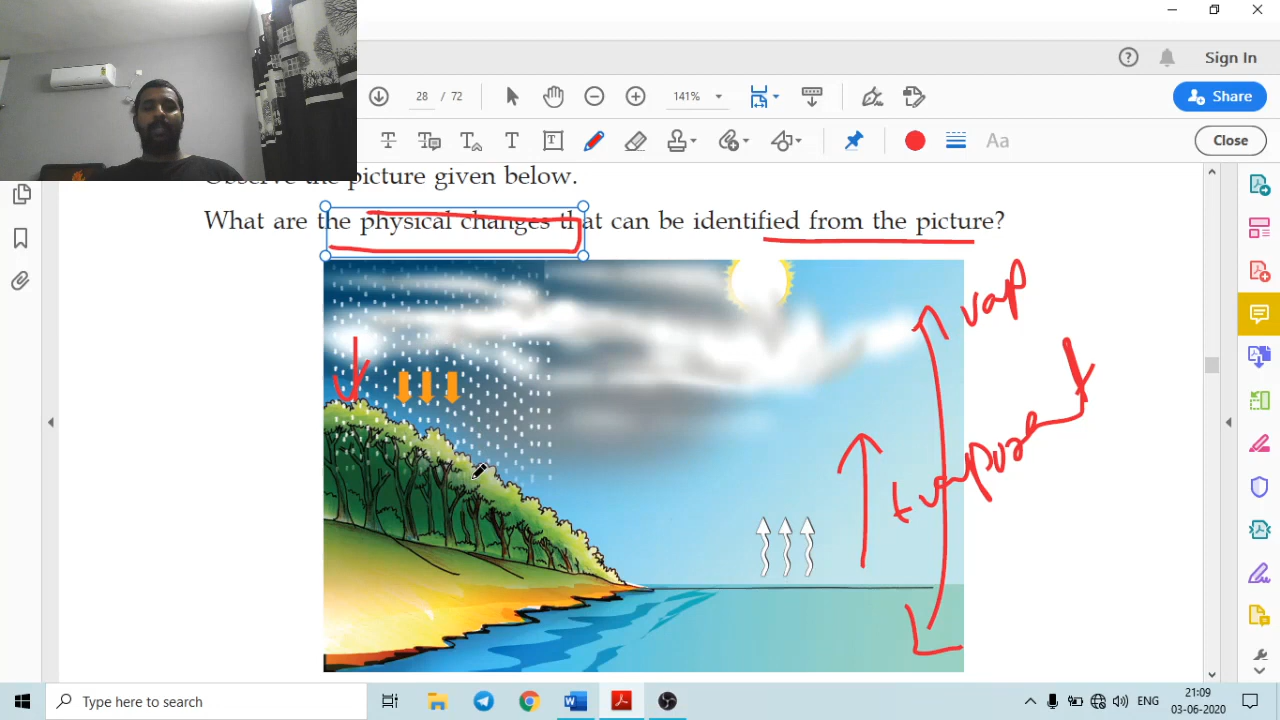 Sign In
28 / 72
141%
Share
T
T
T
T
T
Aa
Close
Observe the picture given below.
What are the physical changes that can be identified from the picture?
vap
Type here to search
W
ENG
21:09
03-06-2020